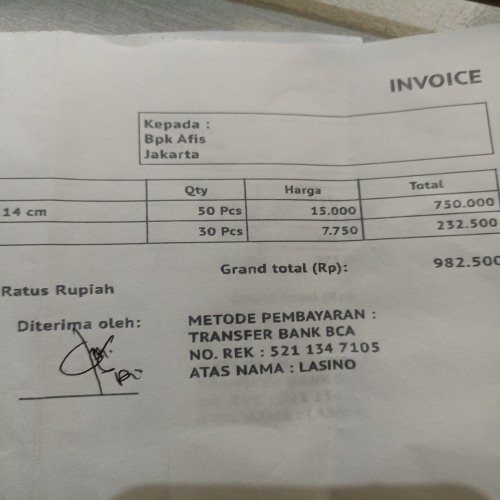 INVOICE
Kepada :
Bpk Afis
Jakarta
Qty Harga Total
14 cm 50 Pcs 15.000 750.000
30 Pcs 7.750 232.500
Grand total (Rp): 982.500
Ratus Rupiah
Diterima oleh:
METODE PEMBAYARAN :
TRANSFER BANK BCA
NO. REK : 521 134 7105
ATAS NAMA : LASINO